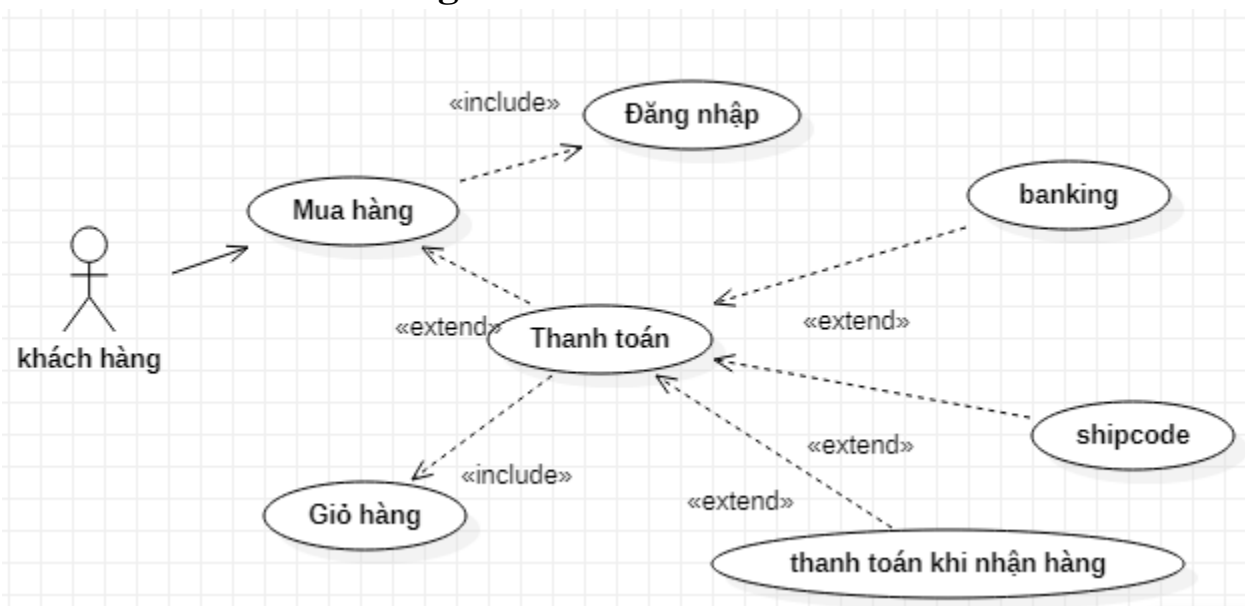 «include»
Đăng nhập
banking
Mua hàng
«extend»
Thanh toán
«extend»
khách hàng
shipcode
«extend»
«include»
«extend»
Giỏ hàng
thanh toán khi nhận hàng